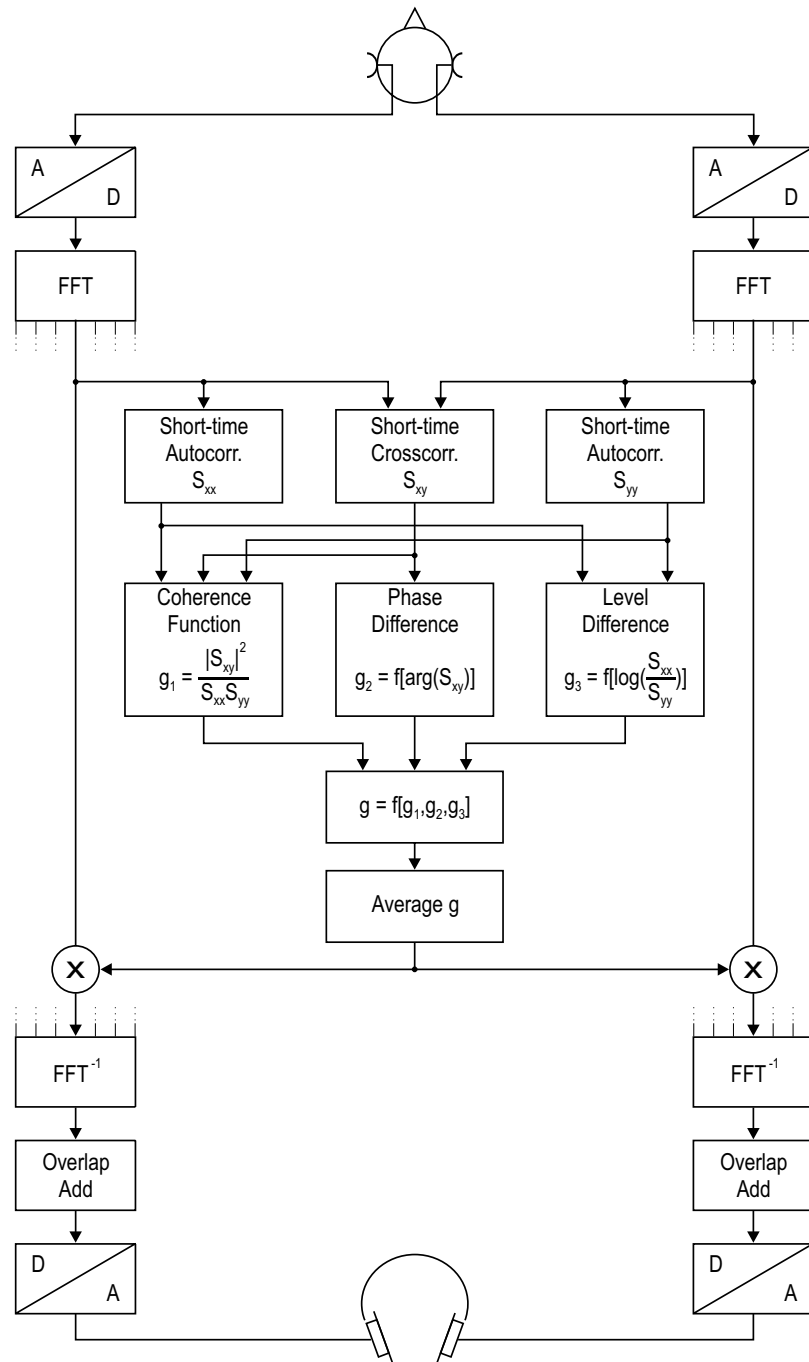 A
D
A
D
FFT
FFT
Short-time
Autocorr.
Sxx
Short-time
Crosscorr.
Sxy
Short-time
Autocorr.
Syy
Coherence
Function
g1 = |Sxy|^2 / SxxSyy
Phase
Difference
g2 = f[arg(Sxy)]
Level
Difference
g3 = f[log(Sxx/Syy)]
g = f[g1,g2,g3]
Average g
X
X
FFT-1
FFT-1
Overlap
Add
Overlap
Add
D
A
D
A